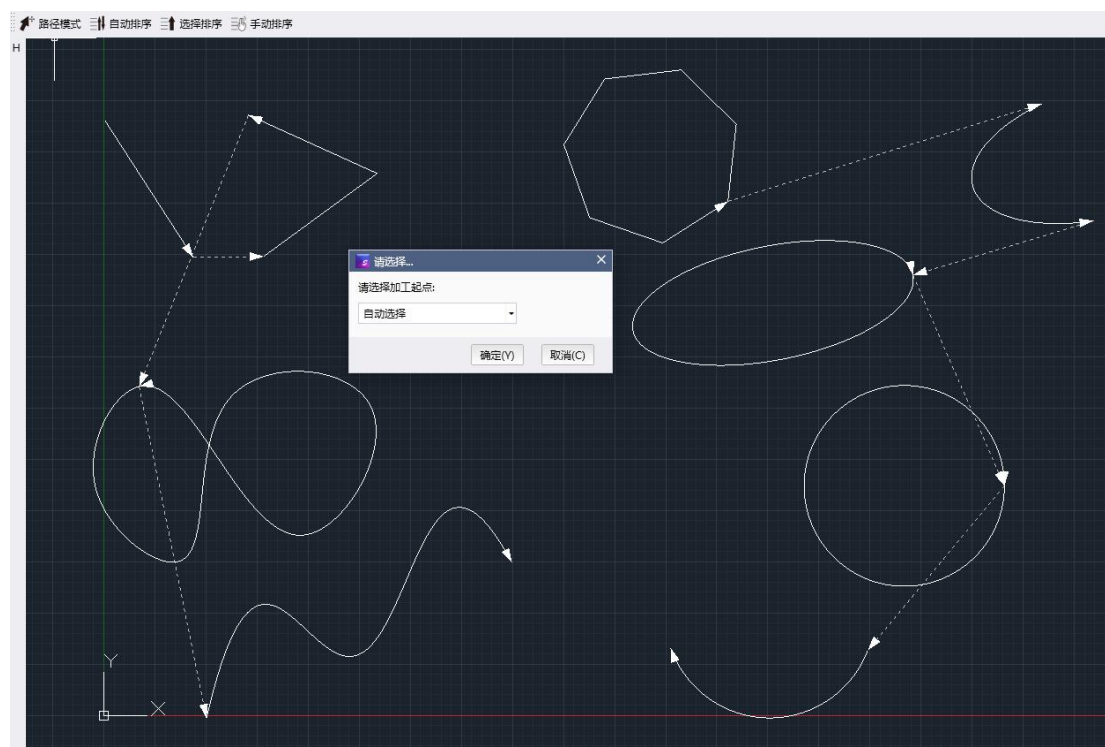 路径模式 自动排序 选择排序 手动排序
H
请选择...
请选择加工起点:
自动选择
确定(Y) 取消(C)
Y
X